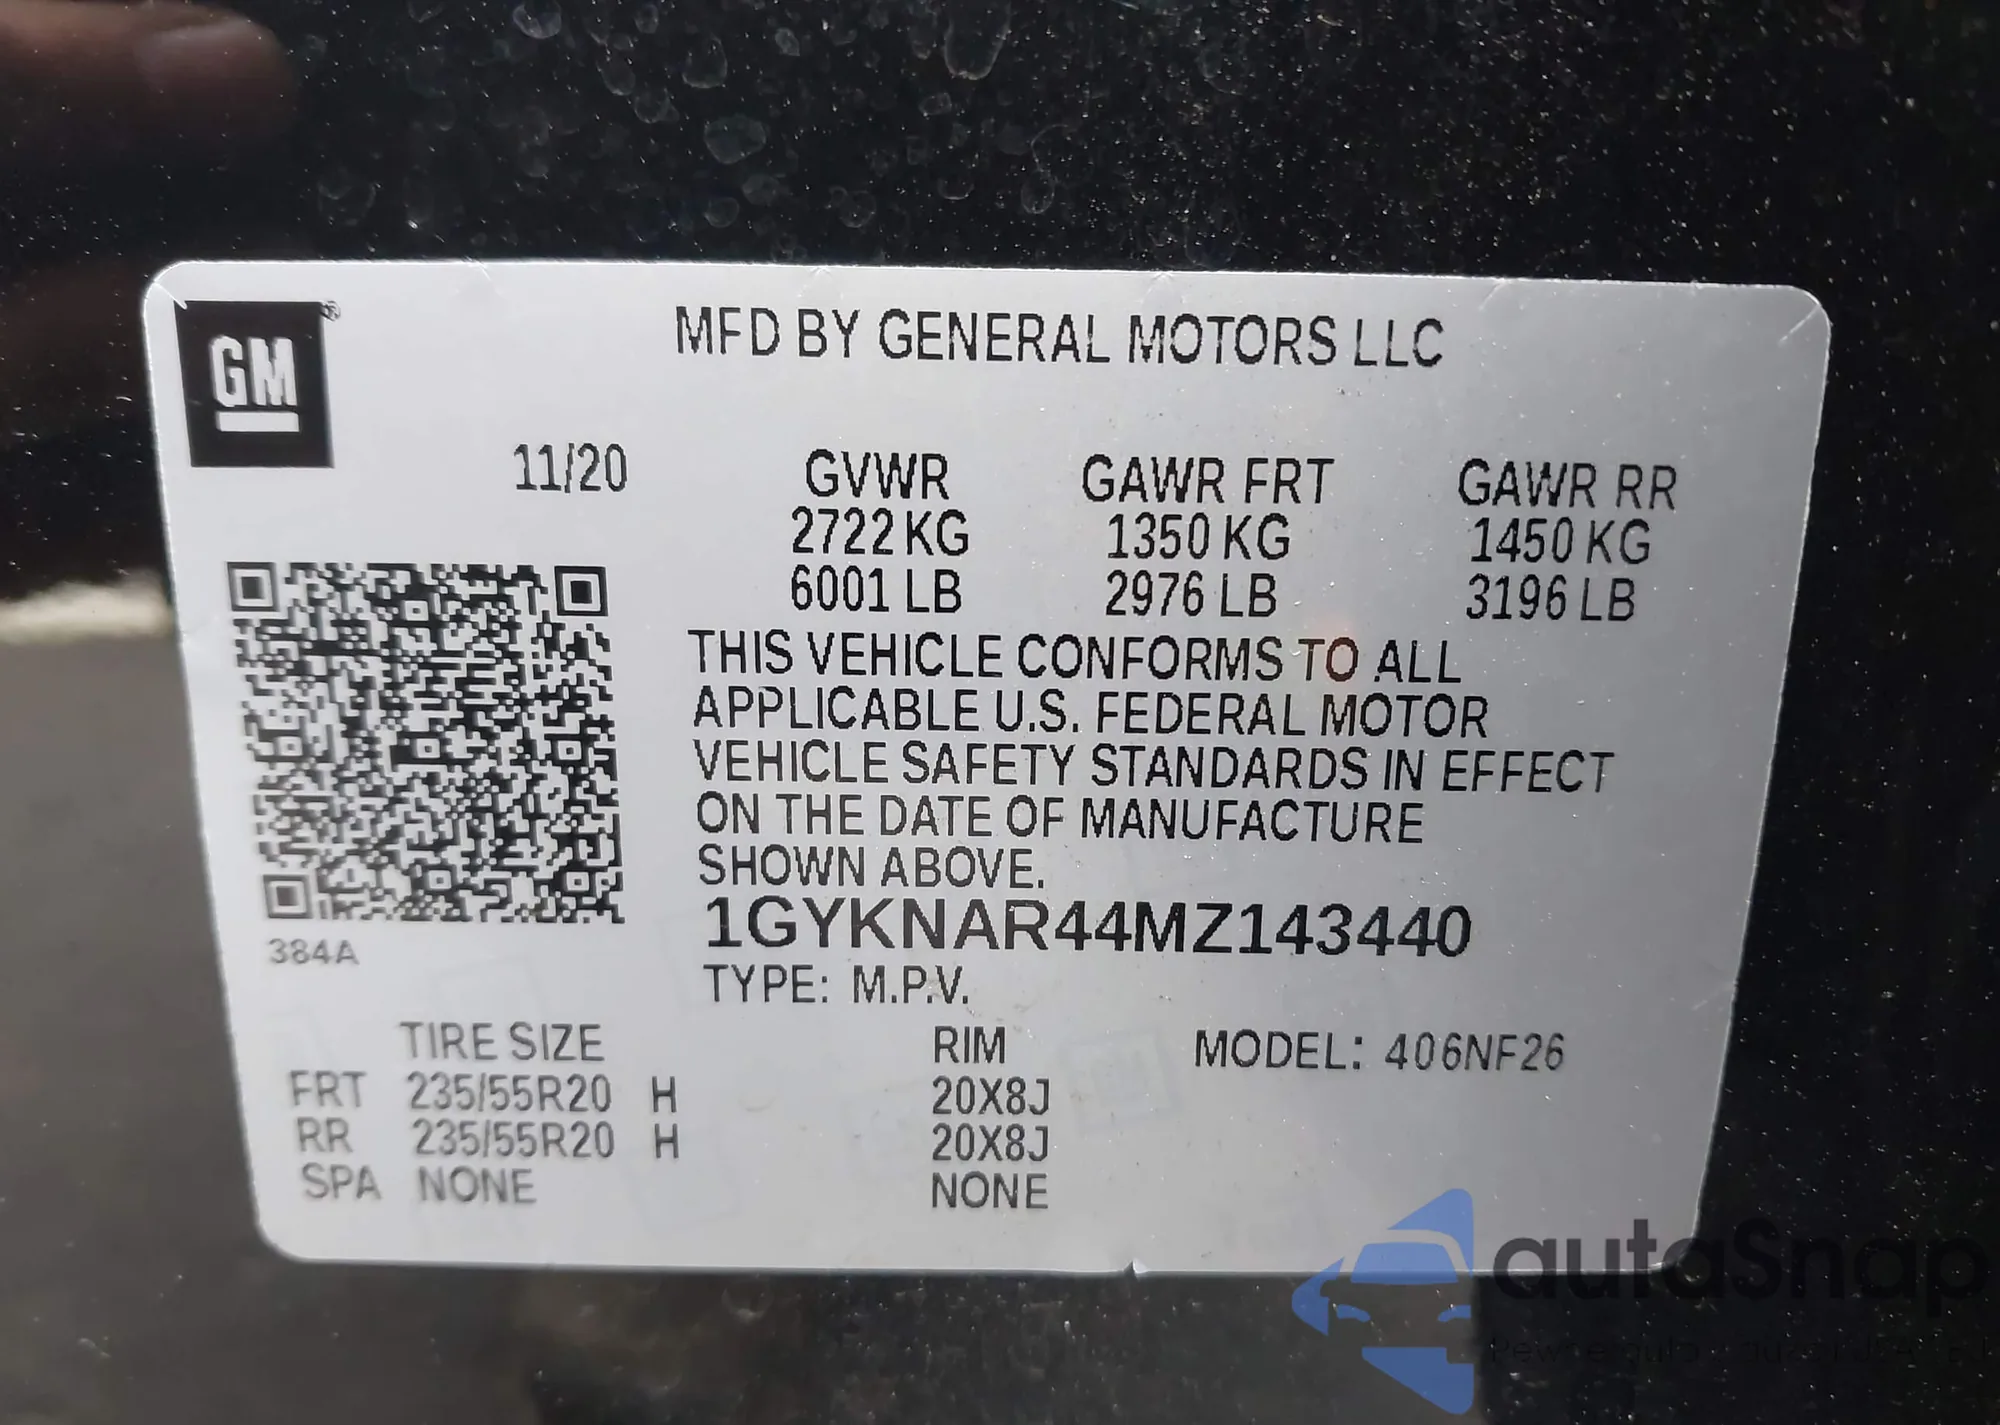 GM ®
MFD BY GENERAL MOTORS LLC
11/20 GVWR GAWR FRT GAWR RR
2722 KG 1350 KG 1450 KG
6001 LB 2976 LB 3196 LB
THIS VEHICLE CONFORMS TO ALL
APPLICABLE U.S. FEDERAL MOTOR
VEHICLE SAFETY STANDARDS IN EFFECT
ON THE DATE OF MANUFACTURE
SHOWN ABOVE.
1GYKNAR44MZ143440
384A
TYPE: M.P.V.
TIRE SIZE RIM MODEL: 406NF26
FRT 235/55R20 H 20X8J
RR 235/55R20 H 20X8J
SPA NONE NONE
autaSnap